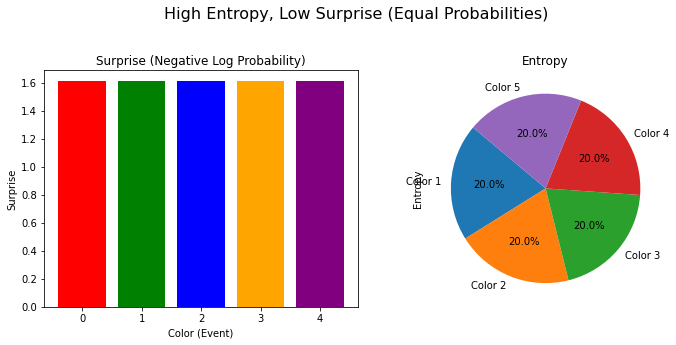 High Entropy, Low Surprise (Equal Probabilities)
Surprise (Negative Log Probability)
1.6
1.4
1.2
1.0
0.8
0.6
0.4
0.2
0.0
Surprise
0
1
2
3
4
Color (Event)
Entropy
Entropy
Color 5
20.0%
Color 4
20.0%
Color 1
20.0%
Color 2
20.0%
Color 3
20.0%